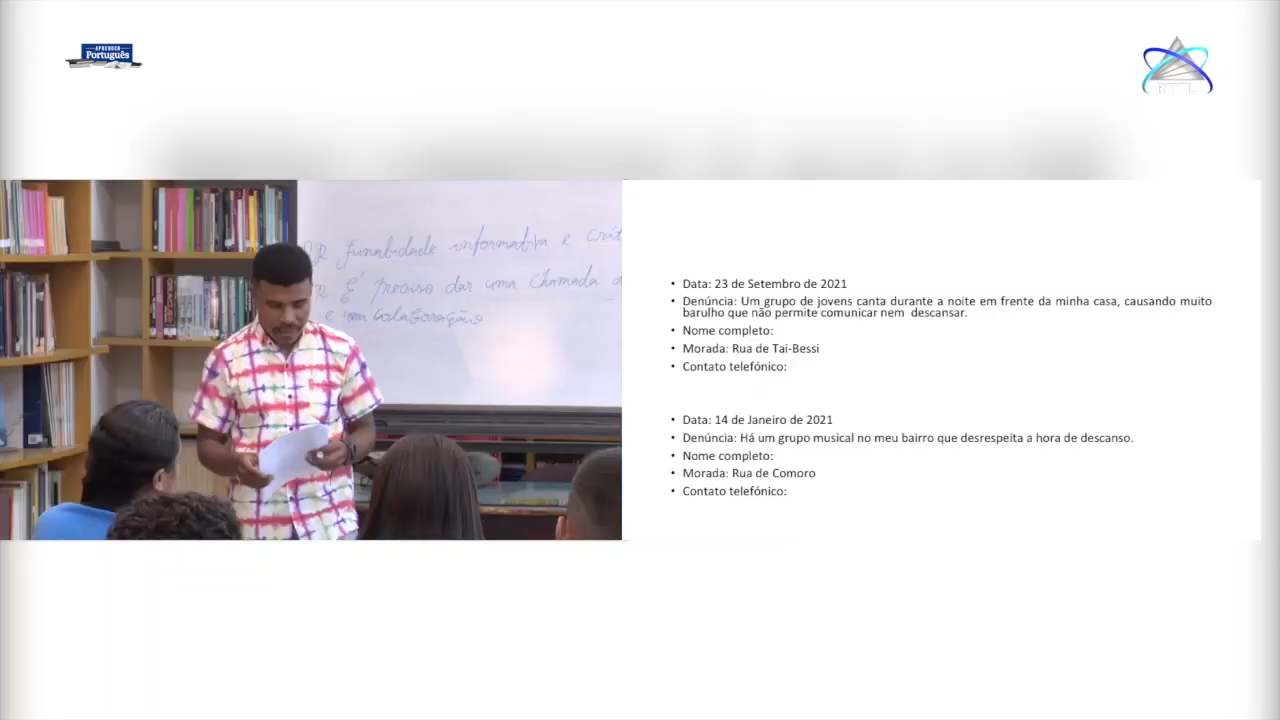 APRENDER
Português
RTTL
Finalidade informativa e
É preciso dar uma chamada
e um colaboração
• Data: 23 de Setembro de 2021
• Denúncia: Um grupo de jovens canta durante a noite em frente da minha casa, causando muito
barulho que não permite comunicar nem descansar.
• Nome completo:
• Morada: Rua de Tai-Bessi
• Contato telefónico:
• Data: 14 de Janeiro de 2021
• Denúncia: Há um grupo musical no meu bairro que desrespeita a hora de descanso.
• Nome completo:
• Morada: Rua de Comoro
• Contato telefónico: